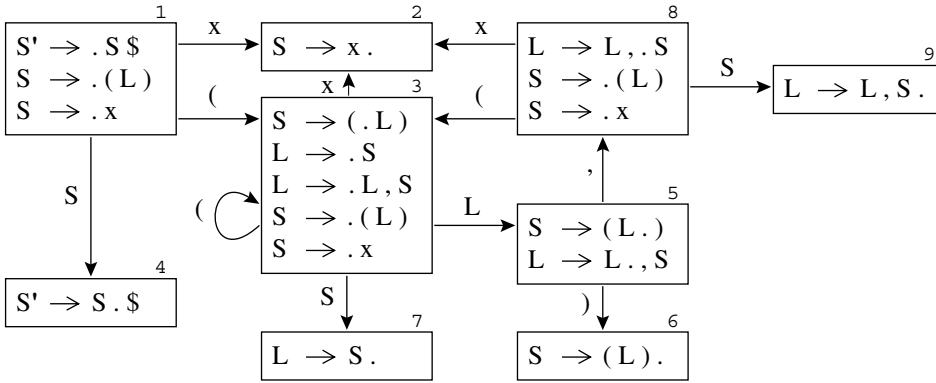 1
S' → . S $
S → . ( L )
S → . x
x
2
S → x .
x
8
L → L , . S
S → . ( L )
S → . x
S
9
L → L , S .
(
x
3
S → ( . L )
L → . S
L → . L , S
S → . ( L )
S → . x
(
(
S
L
,
5
S → ( L . )
L → L . , S
4
S' → S . $
S
7
L → S .
)
6
S → ( L ) .